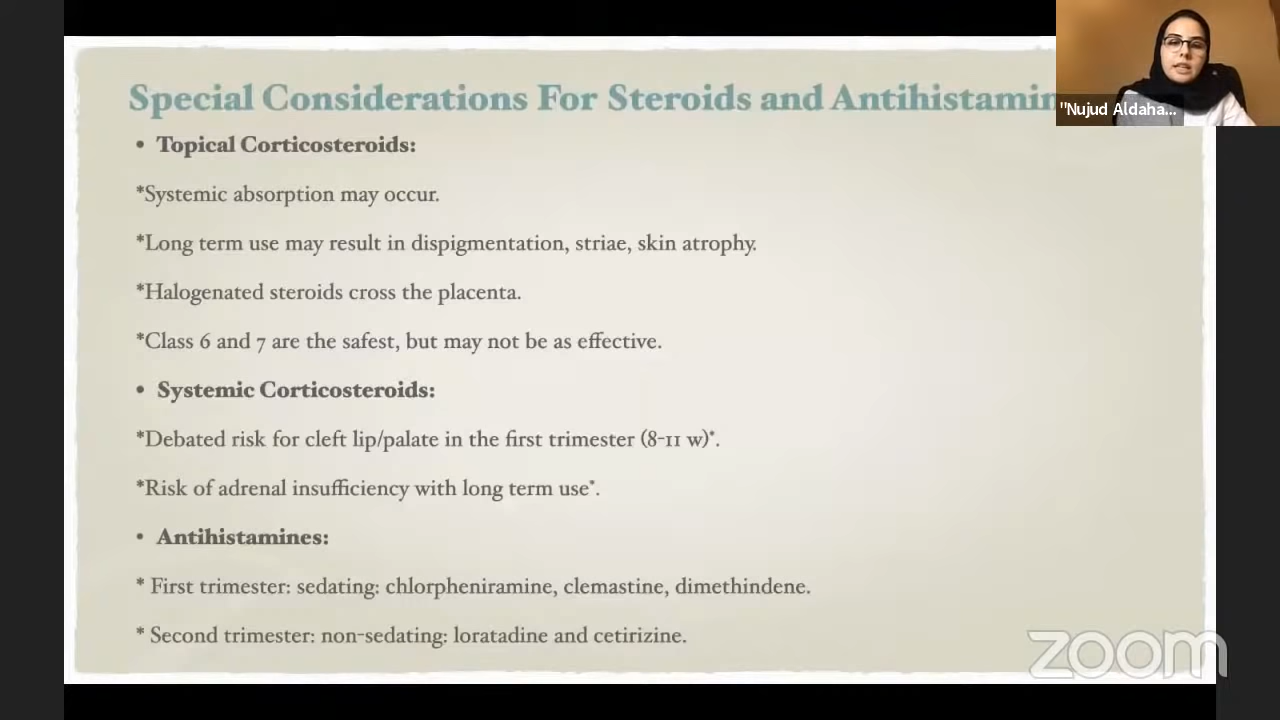 Special Considerations For Steroids and Antihistamin
"Nujud Aldaha...
• Topical Corticosteroids:
*Systemic absorption may occur.
*Long term use may result in dispigmentation, striae, skin atrophy.
*Halogenated steroids cross the placenta.
*Class 6 and 7 are the safest, but may not be as effective.
• Systemic Corticosteroids:
*Debated risk for cleft lip/palate in the first trimester (8-11 w)*.
*Risk of adrenal insufficiency with long term use*.
• Antihistamines:
* First trimester: sedating: chlorpheniramine, clemastine, dimethindene.
* Second trimester: non-sedating: loratadine and cetirizine.
zoom